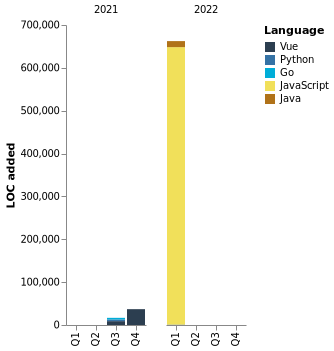 2021 2022
Language
Vue
Python
Go
JavaScript
Java
LOC added
700,000
600,000
500,000
400,000
300,000
200,000
100,000
0
Q1 Q2 Q3 Q4 Q1 Q2 Q3 Q4